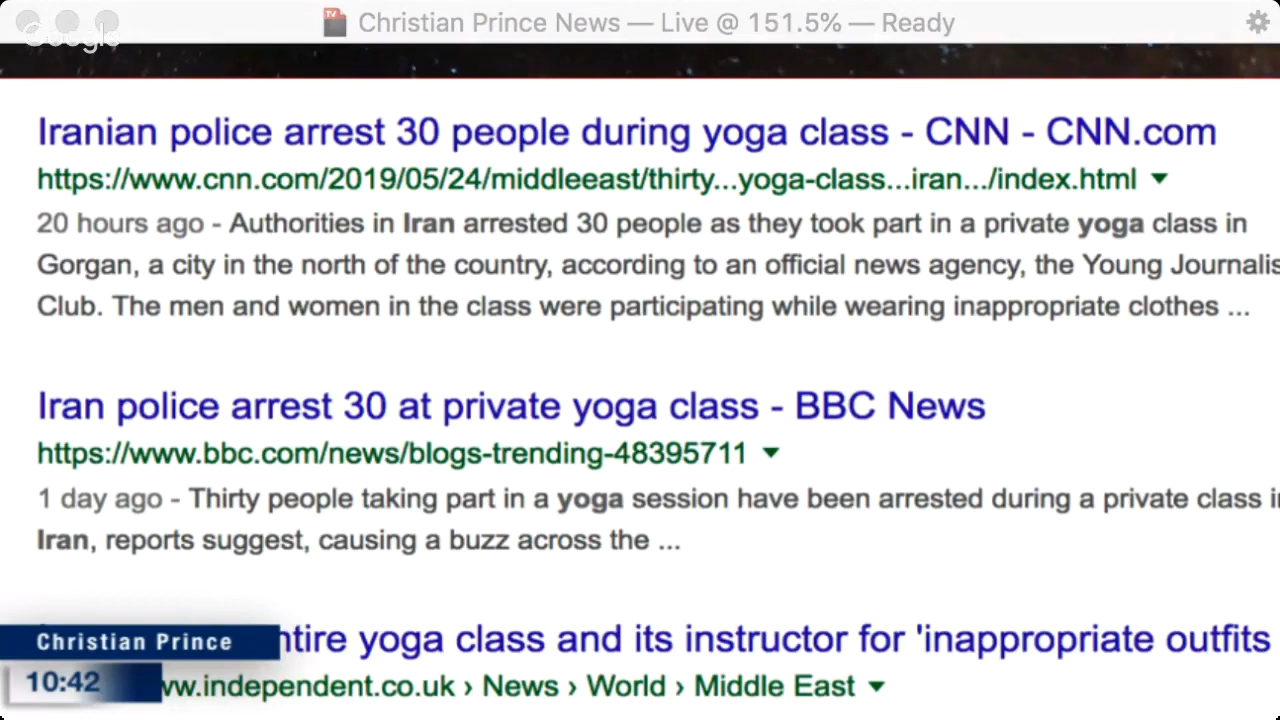 TV
Christian Prince News — Live @ 151.5% — Ready
Google
Iranian police arrest 30 people during yoga class - CNN - CNN.com
https://www.cnn.com/2019/05/24/middleeast/thirty...yoga-class...iran.../index.html
20 hours ago - Authorities in Iran arrested 30 people as they took part in a private yoga class in
Gorgan, a city in the north of the country, according to an official news agency, the Young Journalis
Club. The men and women in the class were participating while wearing inappropriate clothes ...
Iran police arrest 30 at private yoga class - BBC News
https://www.bbc.com/news/blogs-trending-48395711
1 day ago - Thirty people taking part in a yoga session have been arrested during a private class i
Iran, reports suggest, causing a buzz across the ...
Christian Prince
ntire yoga class and its instructor for 'inappropriate outfits
10:42
ww.independent.co.uk › News › World › Middle East